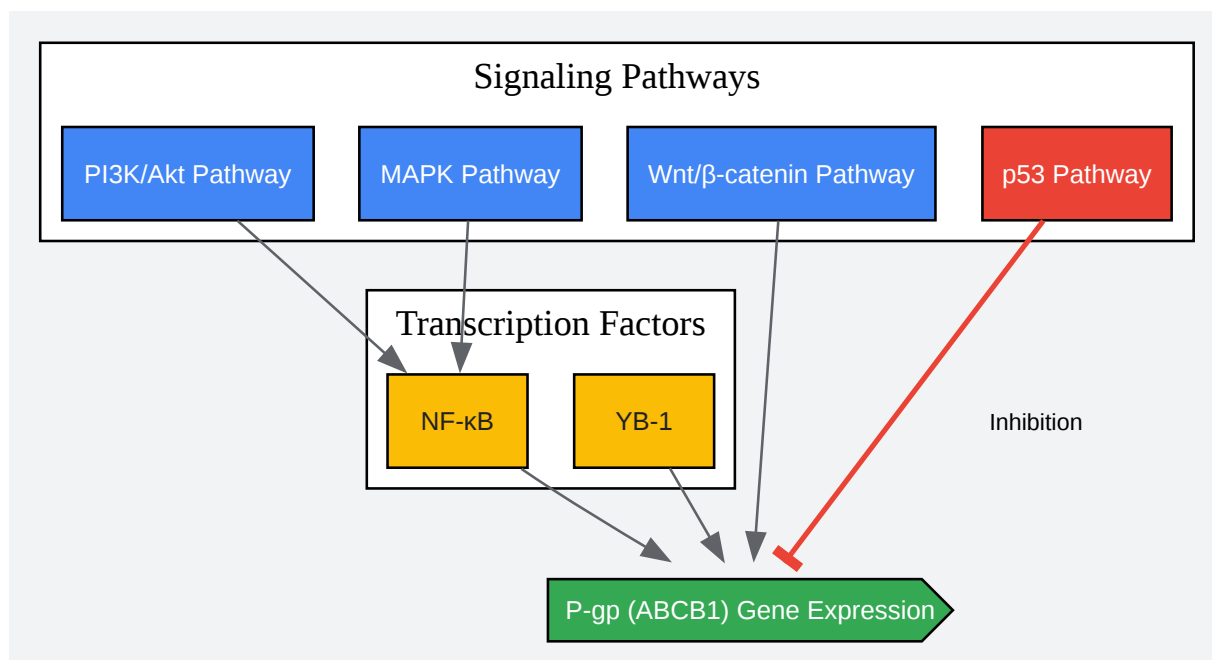 Signaling Pathways
PI3K/Akt Pathway
MAPK Pathway
Wnt/β-catenin Pathway
p53 Pathway
Transcription Factors
NF-κB
YB-1
Inhibition
P-gp (ABCB1) Gene Expression